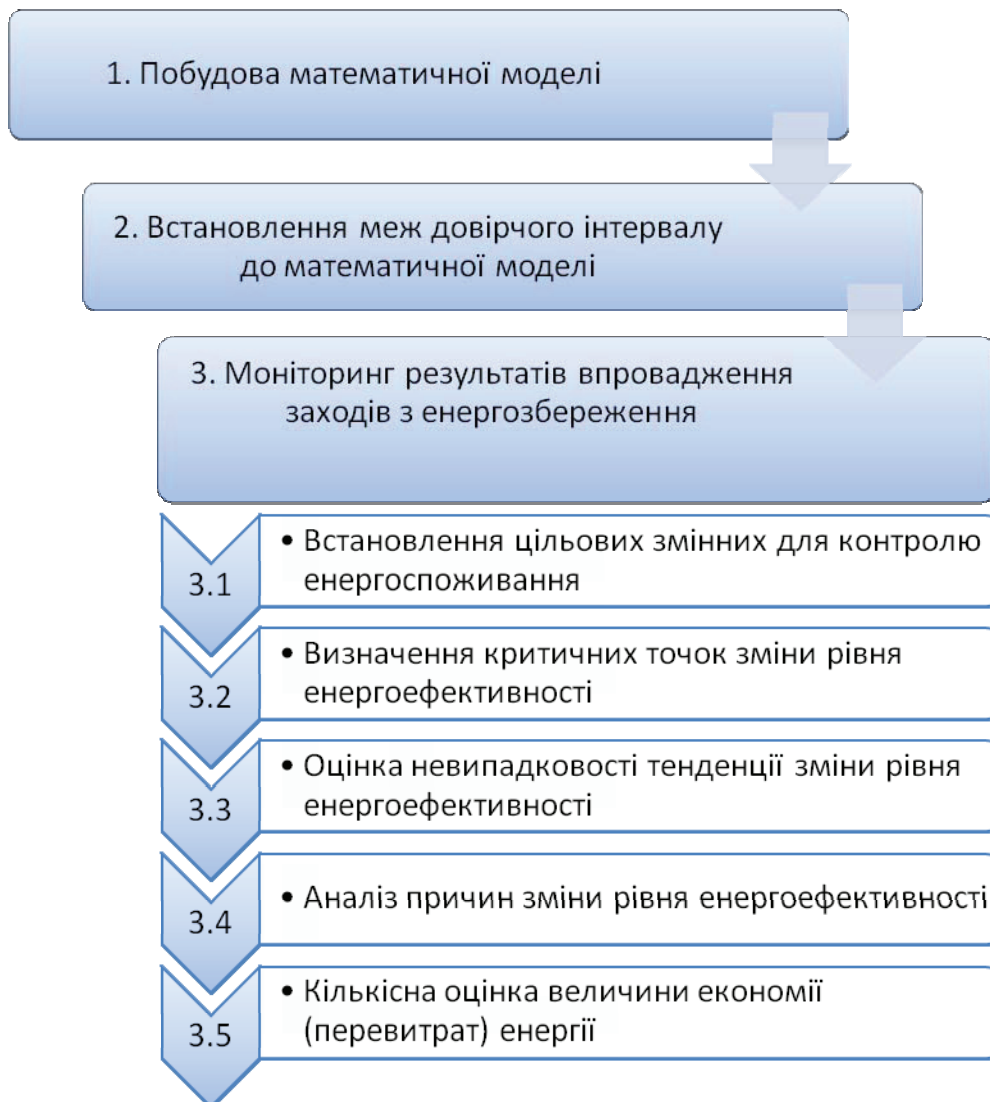 1. Побудова математичної моделі
2. Встановлення меж довірчого інтервалу
до математичної моделі
3. Моніторинг результатів впровадження
заходів з енергозбереження
3.1
• Встановлення цільових змінних для контролю
енергоспоживання
3.2
• Визначення критичних точок зміни рівня
енергоефективності
3.3
• Оцінка невипадковості тенденції зміни рівня
енергоефективності
3.4
• Аналіз причин зміни рівня енергоефективності
3.5
• Кількісна оцінка величини економії
(перевитрат) енергії